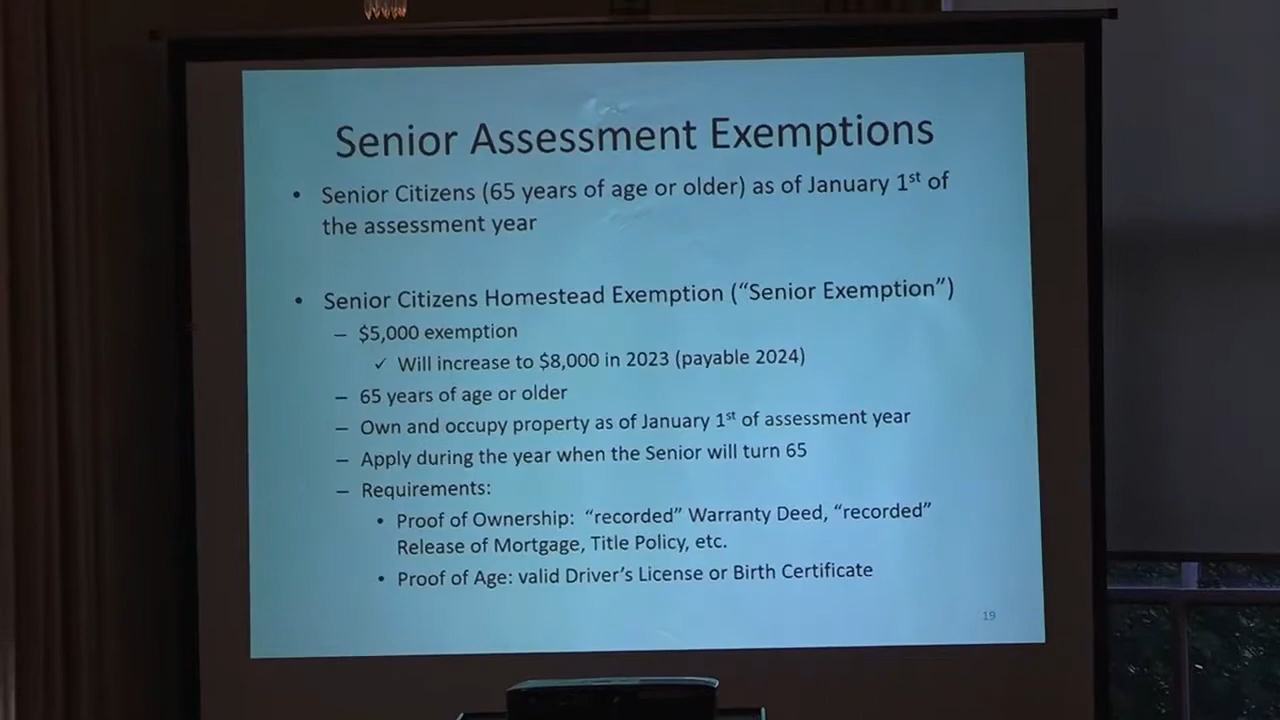 Senior Assessment Exemptions
• Senior Citizens (65 years of age or older) as of January 1st of
the assessment year
• Senior Citizens Homestead Exemption (“Senior Exemption”)
– $5,000 exemption
✓ Will increase to $8,000 in 2023 (payable 2024)
– 65 years of age or older
– Own and occupy property as of January 1st of assessment year
– Apply during the year when the Senior will turn 65
– Requirements:
• Proof of Ownership: “recorded” Warranty Deed, “recorded”
Release of Mortgage, Title Policy, etc.
• Proof of Age: valid Driver’s License or Birth Certificate
19